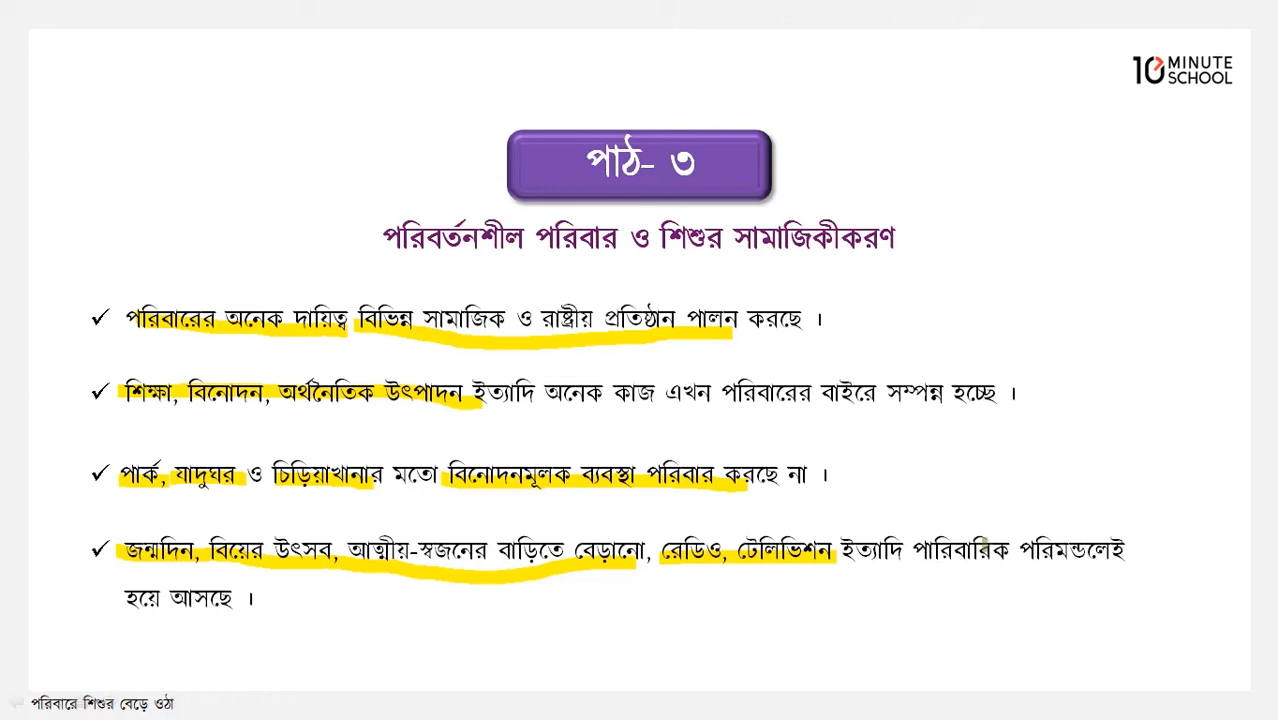 10 MINUTE
SCHOOL
পাঠ- ৩
পরিবর্তনশীল পরিবার ও শিশুর সামাজিকীকরণ
✓ পরিবারের অনেক দায়িত্ব বিভিন্ন সামাজিক ও রাষ্ট্রীয় প্রতিষ্ঠান পালন করছে ।
✓ শিক্ষা, বিনোদন, অর্থনৈতিক উৎপাদন ইত্যাদি অনেক কাজ এখন পরিবারের বাইরে সম্পন্ন হচ্ছে ।
✓ পার্ক, যাদুঘর ও চিড়িয়াখানার মতো বিনোদনমূলক ব্যবস্থা পরিবার করছে না ।
✓ জন্মদিন, বিয়ের উৎসব, আত্মীয়-স্বজনের বাড়িতে বেড়ানো, রেডিও, টেলিভিশন ইত্যাদি পারিবারিক পরিমন্ডলেই
হয়ে আসছে ।
পরিবারে শিশুর বেড়ে ওঠা